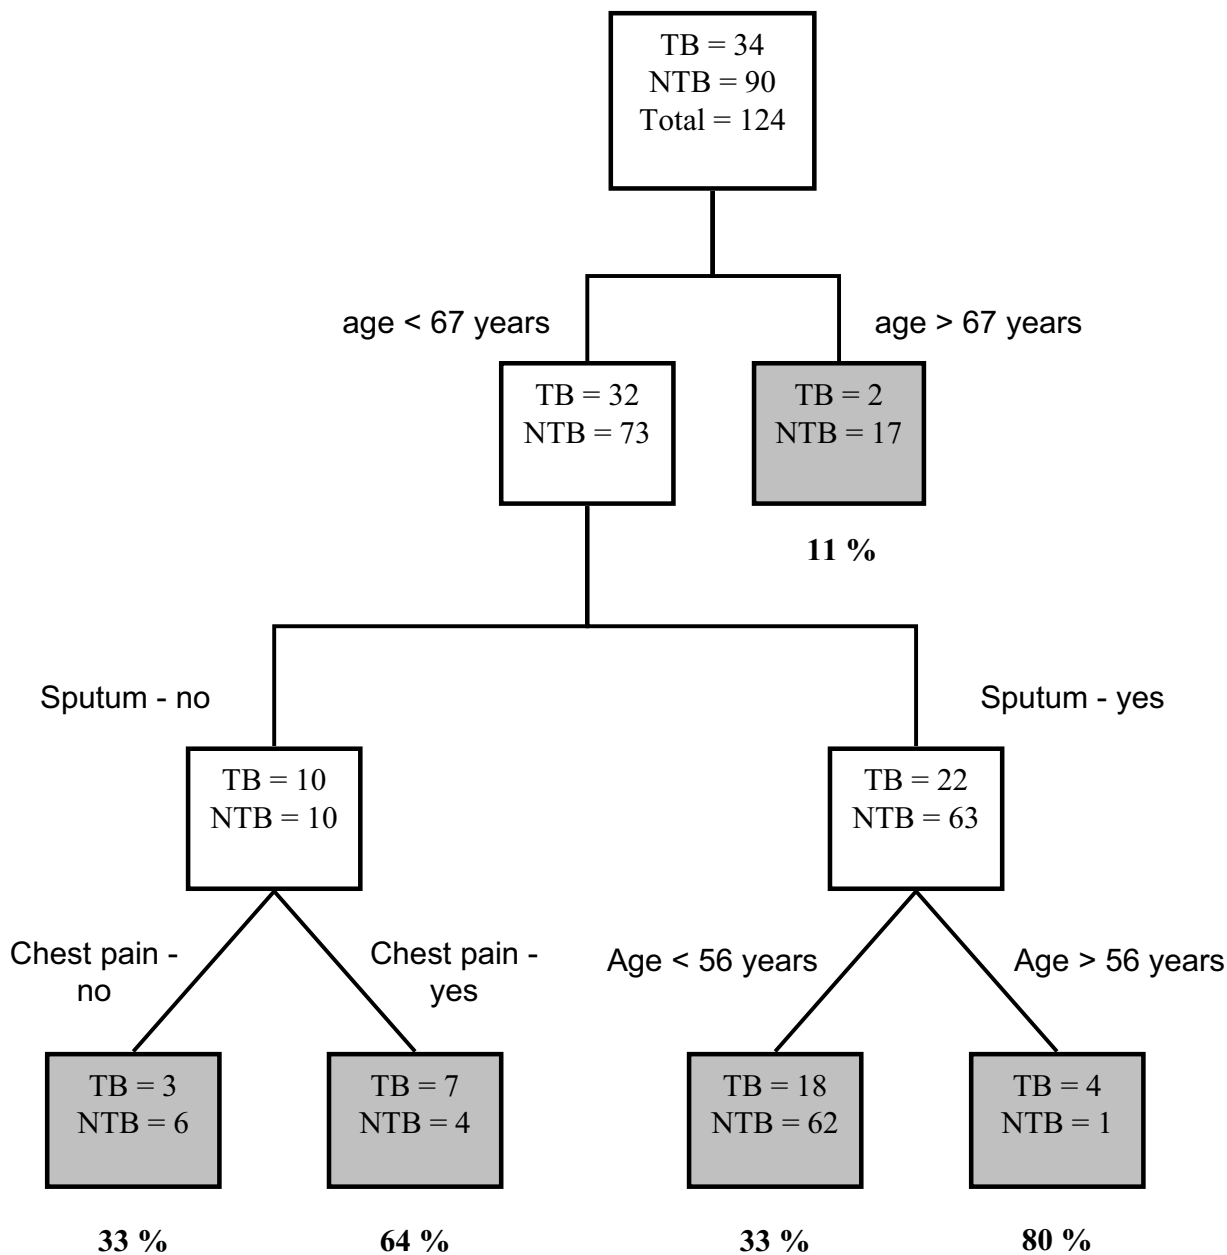 TB = 34
NTB = 90
Total = 124
age < 67 years
age > 67 years
TB = 32
NTB = 73
TB = 2
NTB = 17
11 %
Sputum - no
Sputum - yes
TB = 10
NTB = 10
TB = 22
NTB = 63
Chest pain -
no
Chest pain -
yes
Age < 56 years
Age > 56 years
TB = 3
NTB = 6
TB = 7
NTB = 4
TB = 18
NTB = 62
TB = 4
NTB = 1
33 %
64 %
33 %
80 %